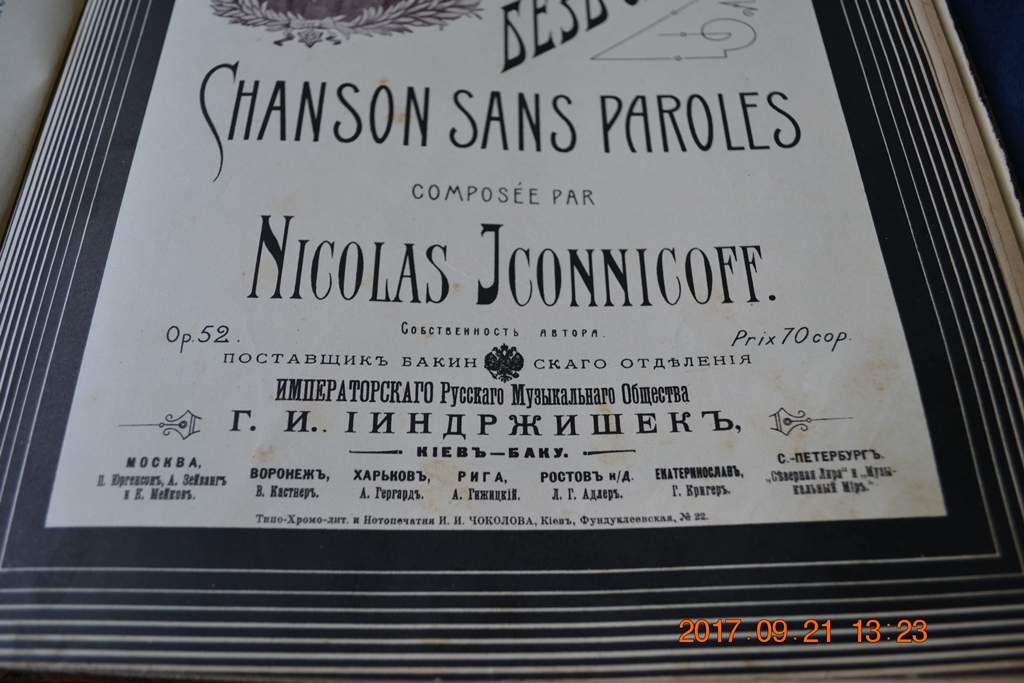 БЕЗЪ
CHANSON SANS PAROLES
COMPOSÉE PAR
NICOLAS JCONNICOFF.
Op. 52.
Собственность автора.
Prix 70 cop.
ПОСТАВЩИКЪ БАКИНСКАГО ОТДѢЛЕНІЯ
ИМПЕРАТОРСКАГО Русскаго Музыкальнаго Общества
Г. И. ІИНДРЖИШЕКЪ,
КІЕВЪ—БАКУ.
МОСКВА,
П. Юргенсонъ, А. Зейвангъ
и К. Мейковъ.
ВОРОНЕЖЪ,
В. Кастнеръ.
ХАРЬКОВЪ,
А. Гергардъ.
РИГА,
А. Гижицкій.
РОСТОВЪ н/д.
Л. Г. Адлеръ.
ЕКАТЕРИНОСЛАВЪ,
Г. Кригеръ.
С.-ПЕТЕРБУРГЪ.
„Сѣверная Лира" и „Музы-
кальный Міръ."
Типо-Хромо-лит. и Нотопечатня И. И. ЧОКОЛОВА, Кіевъ, Фундуклеевская, № 22.
2017.09.21 13:23